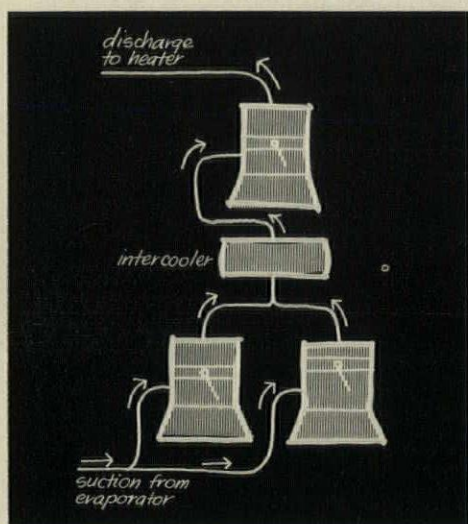 discharge
to heater
intercooler
suction from
evaporator